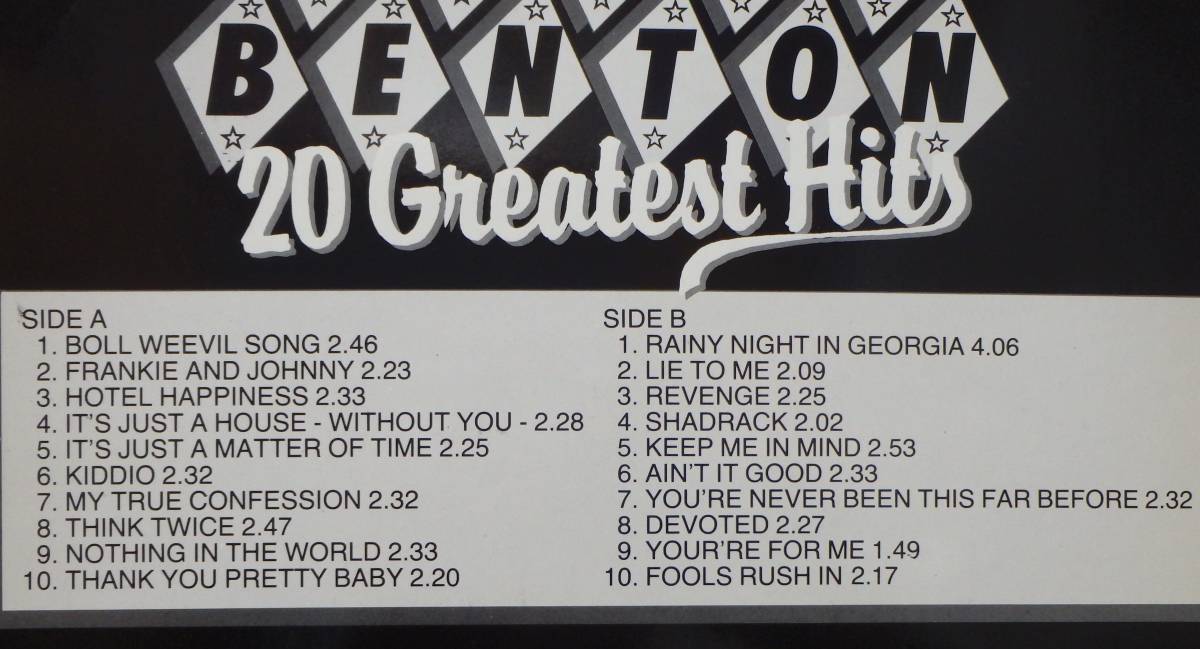 BENTON
20 Greatest Hits
SIDE A
1. BOLL WEEVIL SONG 2.46
2. FRANKIE AND JOHNNY 2.23
3. HOTEL HAPPINESS 2.33
4. IT'S JUST A HOUSE - WITHOUT YOU - 2.28
5. IT'S JUST A MATTER OF TIME 2.25
6. KIDDIO 2.32
7. MY TRUE CONFESSION 2.32
8. THINK TWICE 2.47
9. NOTHING IN THE WORLD 2.33
10. THANK YOU PRETTY BABY 2.20
SIDE B
1. RAINY NIGHT IN GEORGIA 4.06
2. LIE TO ME 2.09
3. REVENGE 2.25
4. SHADRACK 2.02
5. KEEP ME IN MIND 2.53
6. AIN'T IT GOOD 2.33
7. YOU'RE NEVER BEEN THIS FAR BEFORE 2.32
8. DEVOTED 2.27
9. YOUR'RE FOR ME 1.49
10. FOOLS RUSH IN 2.17